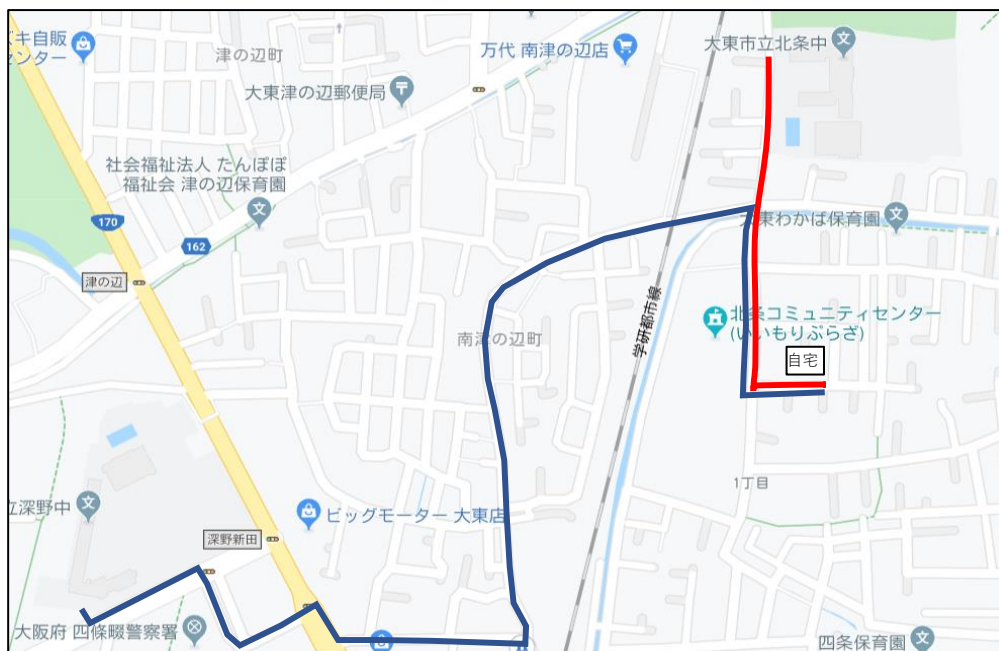 ズキ自販
センター
津の辺町
万代 南津の辺店
大東市立北条中
大東津の辺郵便局
社会福祉法人 たんぽぽ
福祉会 津の辺保育園
170
162
東わかば保育園
津の辺
学研都市線
北条コミュニティセンター
(いいもりぷらざ)
南津の辺町
自宅
1丁目
立深野中
ビッグモーター 大東店
深野新田
大阪府 四條畷警察署
四条保育園